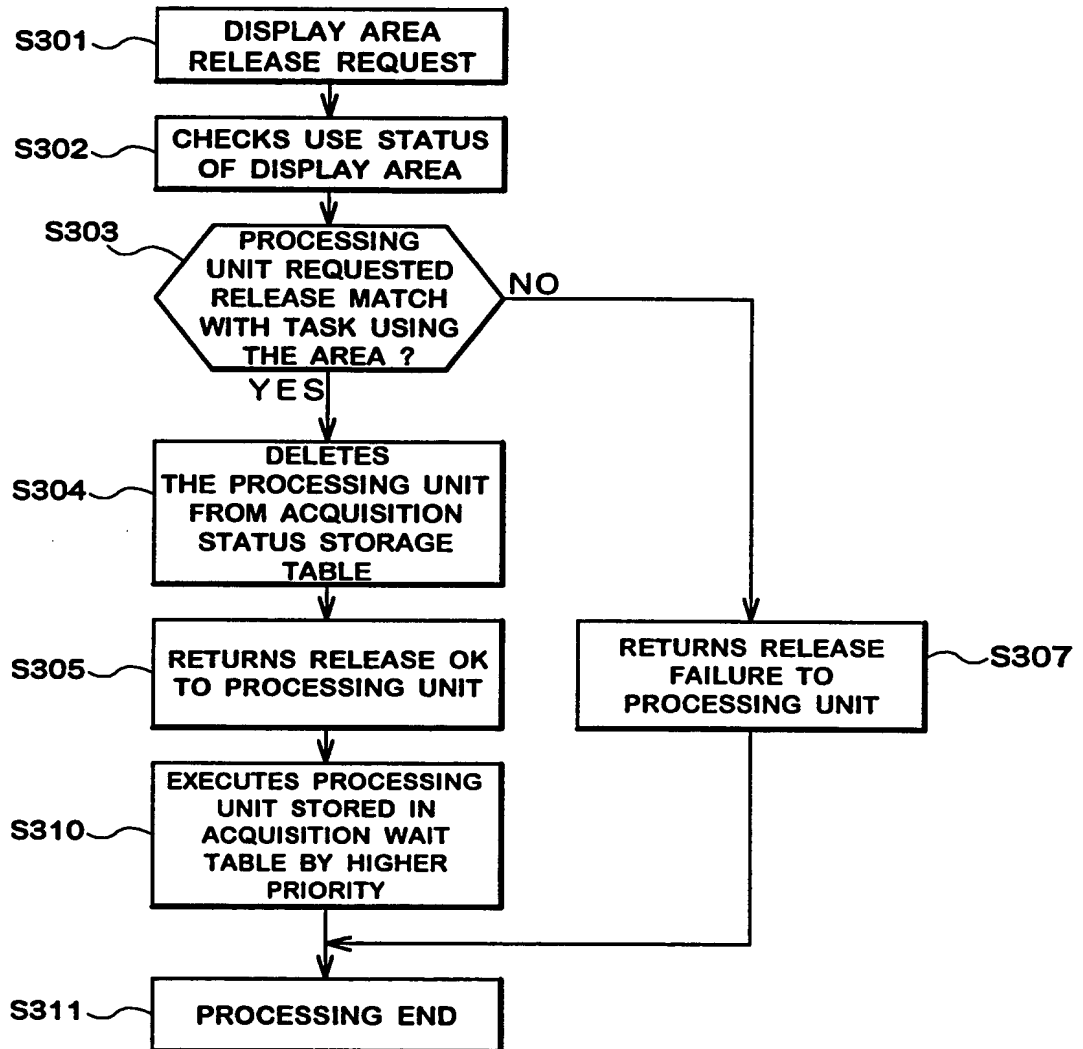 S301
DISPLAY AREA
RELEASE REQUEST
S302
CHECKS USE STATUS
OF DISPLAY AREA
S303
PROCESSING
UNIT REQUESTED
RELEASE MATCH
WITH TASK USING
THE AREA ?
NO
YES
S304
DELETES
THE PROCESSING UNIT
FROM ACQUISITION
STATUS STORAGE
TABLE
S305
RETURNS RELEASE OK
TO PROCESSING UNIT
RETURNS RELEASE
FAILURE TO
PROCESSING UNIT
S307
S310
EXECUTES PROCESSING
UNIT STORED IN
ACQUISITION WAIT
TABLE BY HIGHER
PRIORITY
S311
PROCESSING END